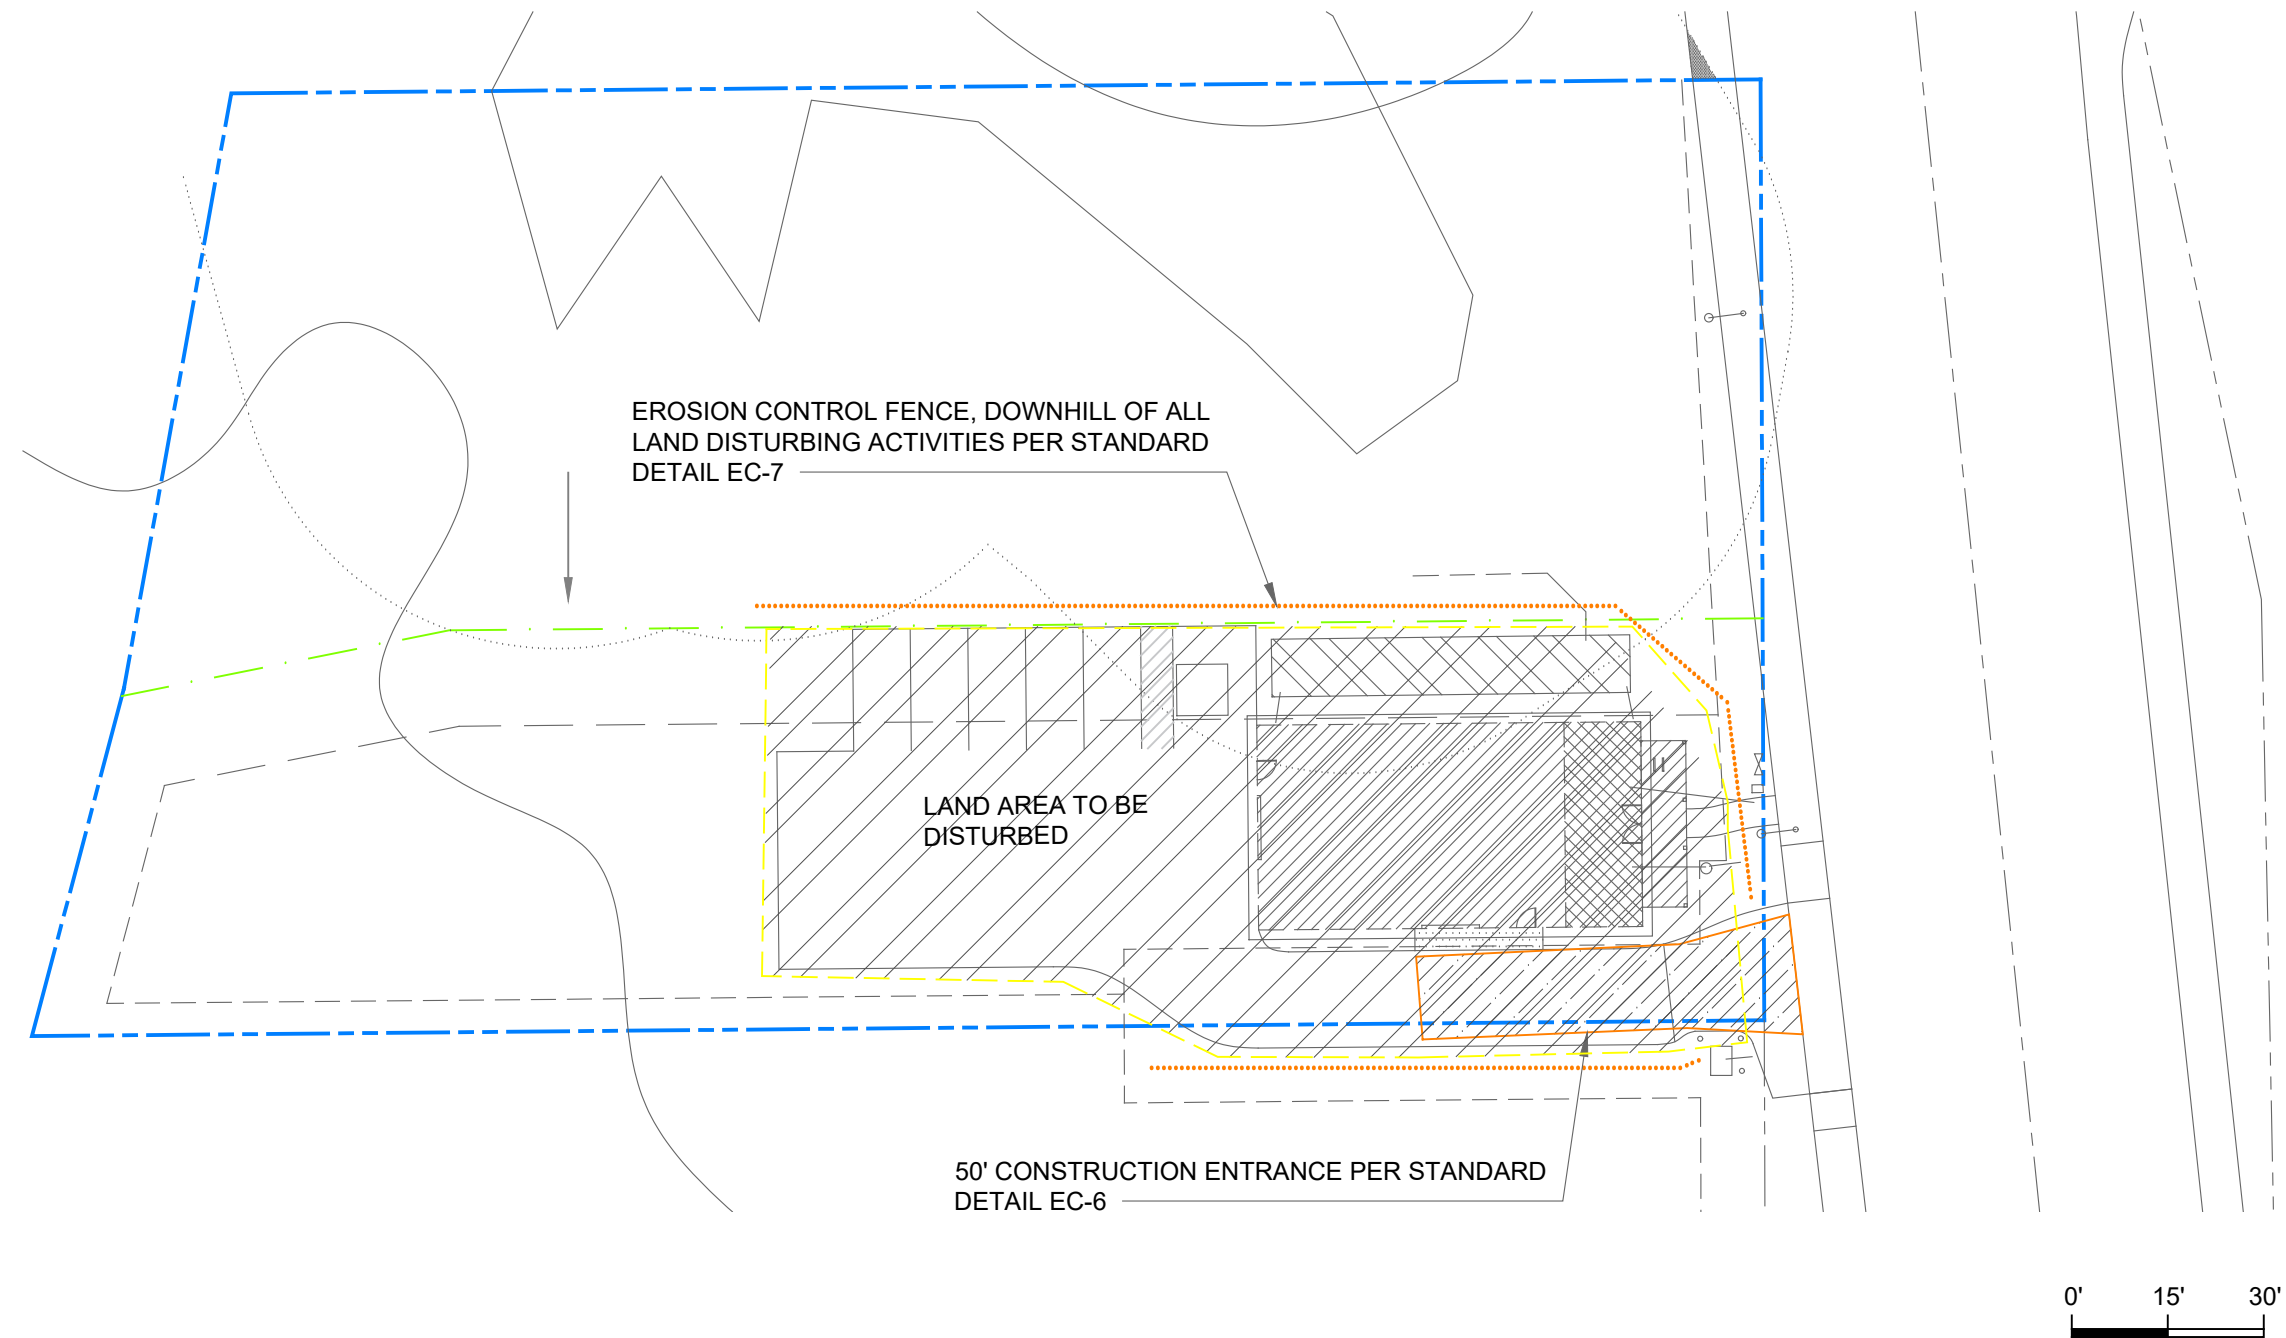 EROSION CONTROL FENCE, DOWNHILL OF ALL
LAND DISTURBING ACTIVITIES PER STANDARD
DETAIL EC-7
LAND AREA TO BE
DISTURBED
50' CONSTRUCTION ENTRANCE PER STANDARD
DETAIL EC-6
0' 15' 30'